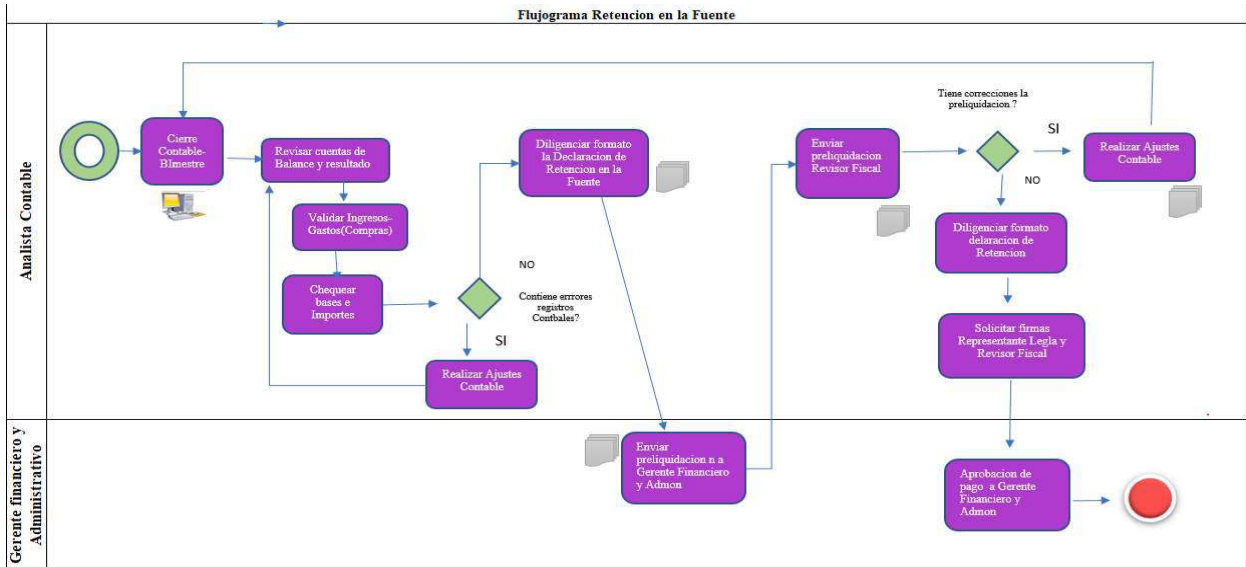 Flujograma Retencion en la Fuente
Analista Contable
Cierre
Contable-
BImestre
Revisar cuentas de
Balance y resultado
Validar Ingresos-
Gastos(Compras)
Chequear
bases e
Importes
NO
Contiene errrores
registros
Contbales?
SI
Realizar Ajustes
Contable
Diligenciar formato
la Declaracion de
Retencion en la
Fuente
Enviar
preliquidacion
Revisor Fiscal
Tiene correcciones la
preliquidacion ?
SI
Realizar Ajustes
Contable
NO
Diligenciar formato
delaracion de
Retencion
Solicitar firmas
Representante Legla y
Revisor Fiscal
Gerente financiero y
Administrativo
Enviar
preliquidacion n a
Gerente Financiero
y Admon
Aprobacion de
pago a Gerente
Financiero y
Admon